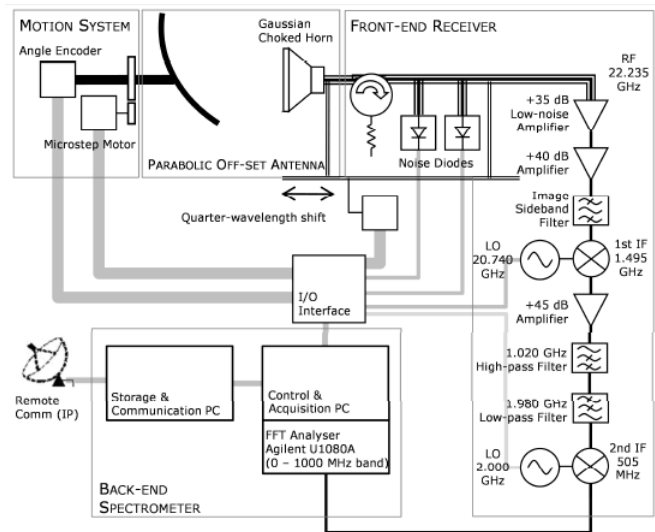 MOTION SYSTEM
Angle Encoder
Microstep Motor
Gaussian
Choked Horn
PARABOLIC OFF-SET ANTENNA
FRONT-END RECEIVER
RF
22.235
GHz
+35 dB
Low-noise
Amplifier
Noise Diodes
+40 dB
Amplifier
Image
Sideband
Filter
Quarter-wavelength shift
LO
20.740
GHz
1st IF
1.495
GHz
I/O
Interface
+45 dB
Amplifier
1.020 GHz
High-pass Filter
1.980 GHz
Low-pass Filter
LO
2.000
GHz
2nd IF
505
MHz
Remote
Comm (IP)
Storage &
Communication PC
Control &
Acquisition PC
FFT Analyser
Agilent U1080A
(0 – 1000 MHz band)
BACK-END
SPECTROMETER